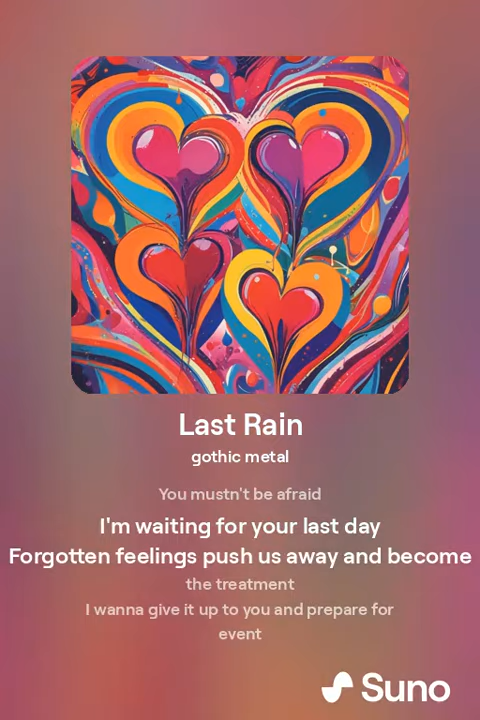 Last Rain
gothic metal
You mustn't be afraid
I'm waiting for your last day
Forgotten feelings push us away and become
the treatment
I wanna give it up to you and prepare for
event
Suno